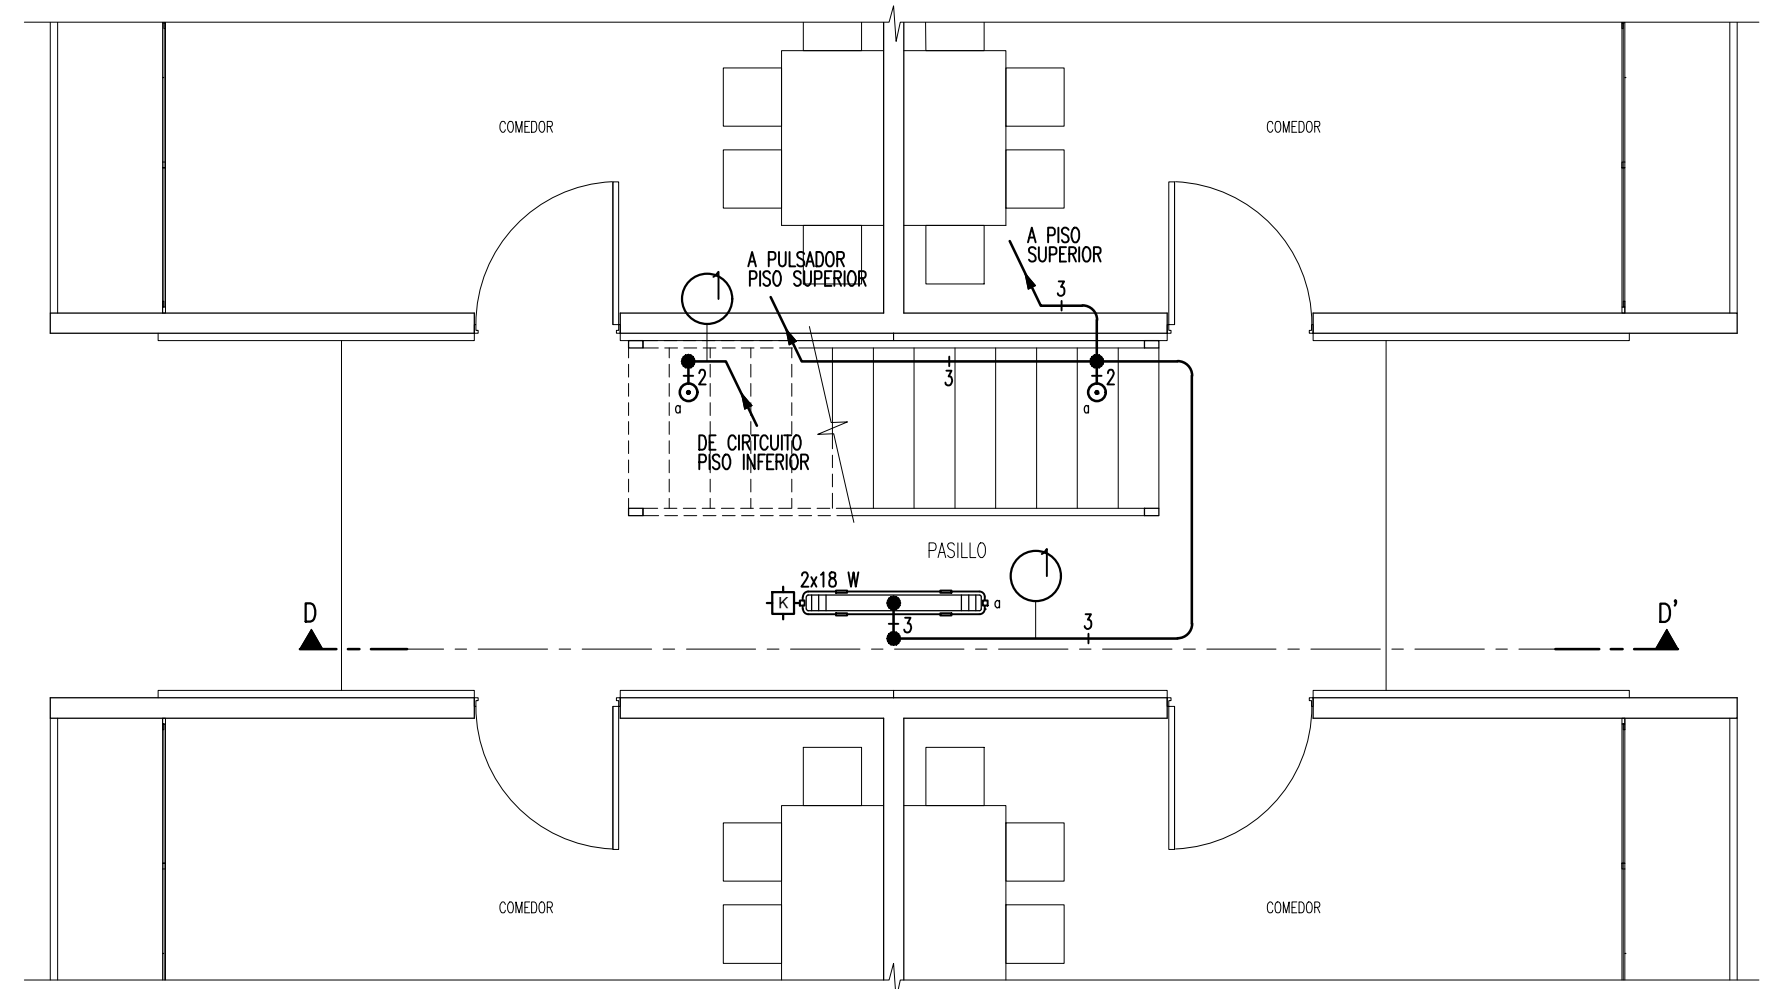 COMEDOR
COMEDOR
A PISO
SUPERIOR
A PULSADOR
PISO SUPERIOR
1
3
3
2
2
a
a
DE CIRTCUITO
PISO INFERIOR
PASILLO
1
2x18 W
K
a
D
D'
3
3
COMEDOR
COMEDOR